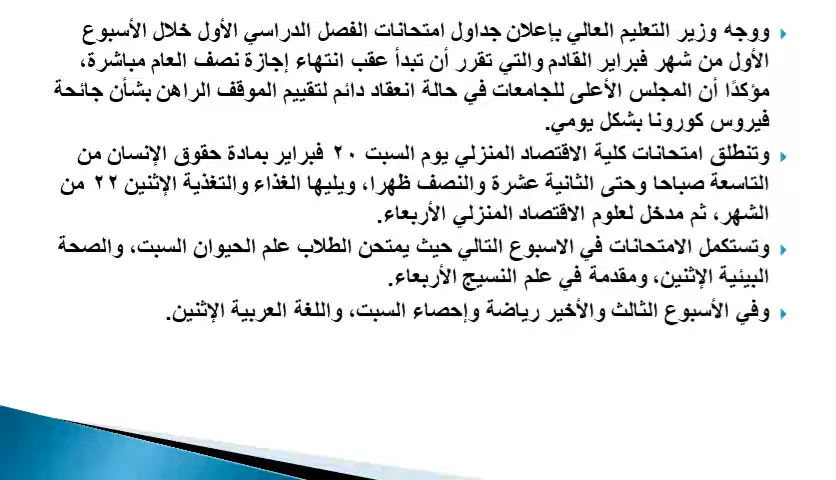 ووجه وزير التعليم العالي بإعلان جداول امتحانات الفصل الدراسي الأول خلال الأسبوع
الأول من شهر فبراير القادم والتي تقرر أن تبدأ عقب انتهاء إجازة نصف العام مباشرة،
مؤكدًا أن المجلس الأعلى للجامعات في حالة انعقاد دائم لتقييم الموقف الراهن بشأن جائحة
فيروس كورونا بشكل يومي.
وتنطلق امتحانات كلية الاقتصاد المنزلي يوم السبت ٢٠ فبراير بمادة حقوق الإنسان من
التاسعة صباحا وحتى الثانية عشرة والنصف ظهرا، ويليها الغذاء والتغذية الإثنين ٢٢ من
الشهر، ثم مدخل لعلوم الاقتصاد المنزلي الأربعاء.
وتستكمل الامتحانات في الاسبوع التالي حيث يمتحن الطلاب علم الحيوان السبت، والصحة
البيئية الإثنين، ومقدمة في علم النسيج الأربعاء.
وفي الأسبوع الثالث والأخير رياضة وإحصاء السبت، واللغة العربية الإثنين.